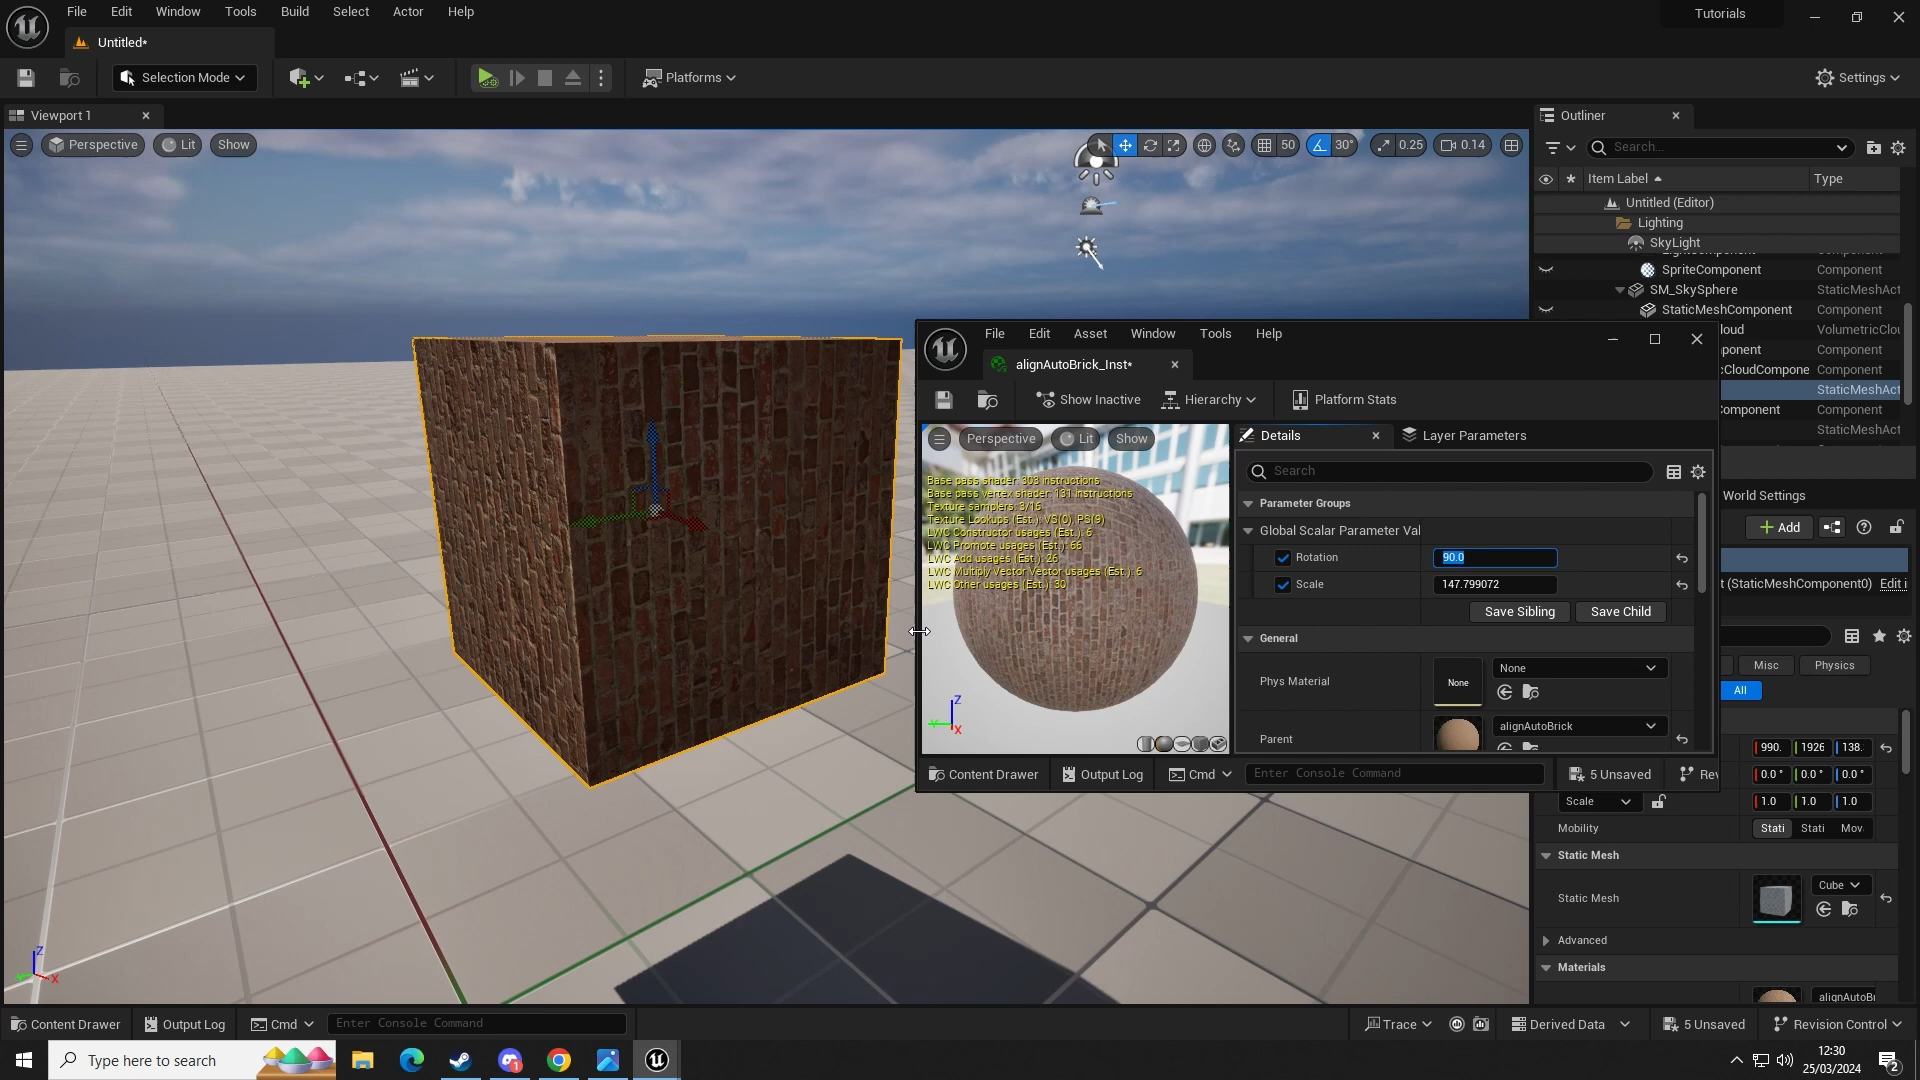 File Edit Window Tools Build Select Actor Help
Tutorials
Untitled*
Selection Mode
Platforms
Settings
Viewport 1
Outliner
Perspective Lit Show
50 30° 0.25 0.14
Search...
Item Label Type
Untitled (Editor)
Lighting
SkyLight
SpriteComponent Component
SM_SkySphere StaticMeshAct
StaticMeshComponent Component
loud VolumetricClou
ponent Component
cCloudCompone Component
StaticMeshAct
Component Component
StaticMeshAct
File Edit Asset Window Tools Help
alignAutoBrick_Inst*
Show Inactive Hierarchy Platform Stats
Perspective Lit Show
Base pass shader: 303 instructions
Base pass vertex shader: 131 instructions
Texture samplers: 3/16
Texture Lookups (Est.): VS(0), PS(9)
LWC Constructor usages (Est.): 6
LWC Promote usages (Est.): 66
LWC Add usages (Est.): 26
LWC Multiply Vector Vector usages (Est.): 6
LWC Other usages (Est.): 30
Z
Y
X
Details Layer Parameters
Search
Parameter Groups
Global Scalar Parameter Val
Rotation 90.0
Scale 147.799072
Save Sibling Save Child
General
Phys Material None None
Parent alignAutoBrick
Content Drawer Output Log Cmd Enter Console Command 5 Unsaved Rev
World Settings
Add
t (StaticMeshComponent0) Edit i
Misc Physics
All
990. 1926 138.
0.0 ° 0.0 ° 0.0 °
Scale 1.0 1.0 1.0
Mobility Stati Stati Mov
Static Mesh
Static Mesh Cube
Advanced
Materials
alignAutoB
Z
Y
X
Content Drawer Output Log Cmd Enter Console Command Trace Derived Data 5 Unsaved Revision Control
Type here to search
1
12:30
25/03/2024
2